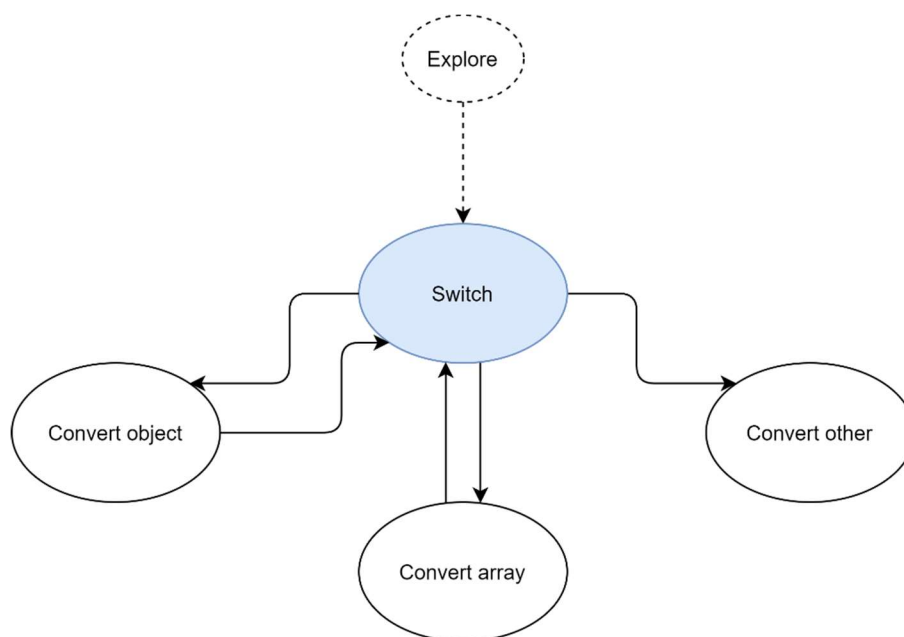 Explore
Switch
Convert object
Convert other
Convert array